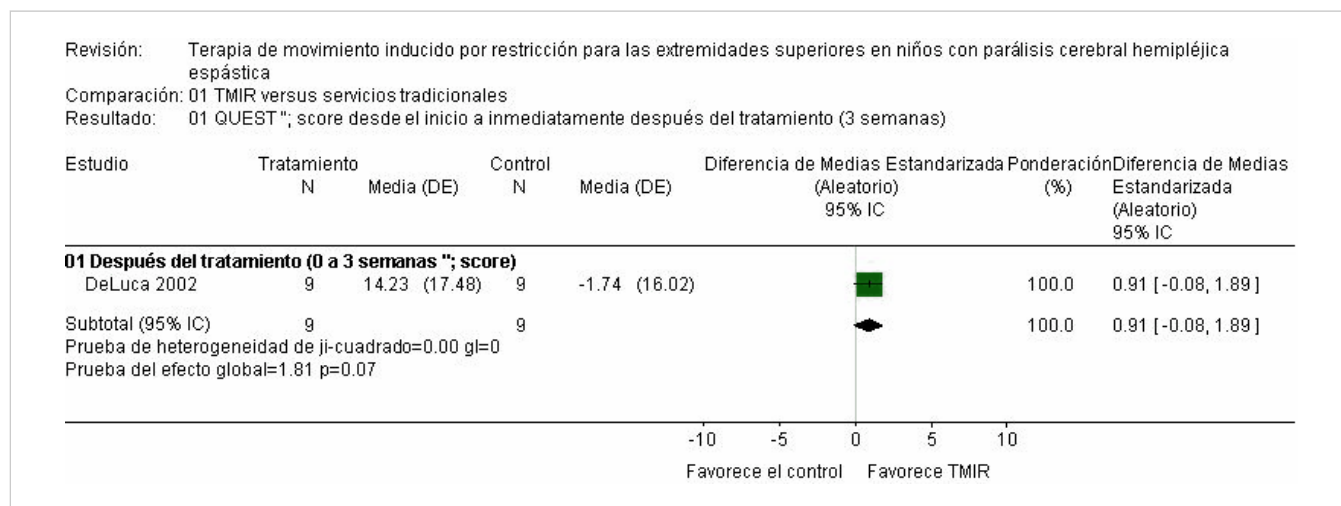 Revisión: Terapia de movimiento inducido por restricción para las extremidades superiores en niños con parálisis cerebral hemipléjica
espástica
Comparación: 01 TMIR versus servicios tradicionales
Resultado: 01 QUEST "; score desde el inicio a inmediatamente después del tratamiento (3 semanas)
Estudio Tratamiento Control Diferencia de Medias Estandarizada Ponderación Diferencia de Medias
N Media (DE) N Media (DE) (Aleatorio) (%) Estandarizada
95% IC (Aleatorio)
95% IC
01 Después del tratamiento (0 a 3 semanas "; score)
DeLuca 2002 9 14.23 (17.48) 9 -1.74 (16.02) 100.0 0.91 [ -0.08, 1.89 ]
Subtotal (95% IC) 9 9 100.0 0.91 [ -0.08, 1.89 ]
Prueba de heterogeneidad de ji-cuadrado=0.00 gl=0
Prueba del efecto global=1.81 p=0.07
-10 -5 0 5 10
Favorece el control Favorece TMIR